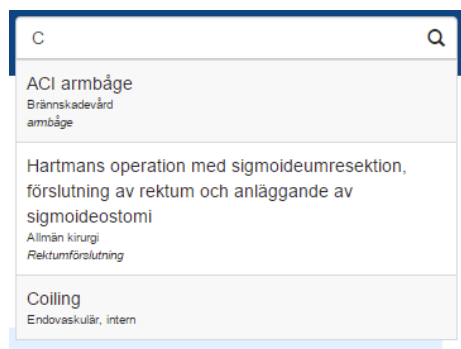 C
ACI armbåge
Brännskadevård
armbåge
Hartmans operation med sigmoideumresektion,
förslutning av rektum och anläggande av
sigmoideostomi
Allmän kirurgi
Rektumförslutning
Coiling
Endovaskulär, intern